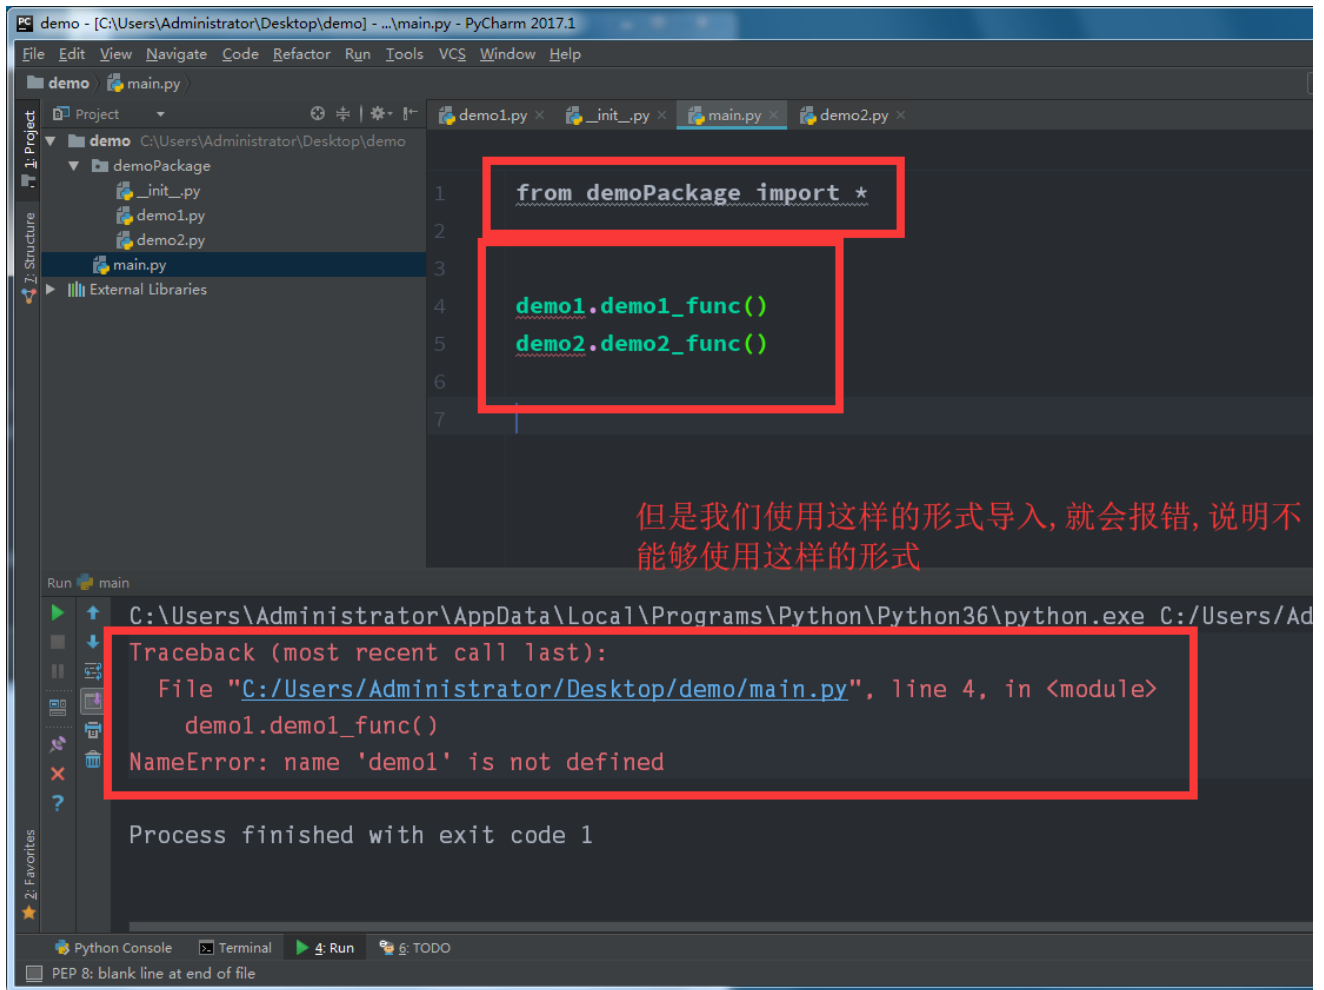 demo - [C:\Users\Administrator\Desktop\demo] - ...\main.py - PyCharm 2017.1
File Edit View Navigate Code Refactor Run Tools VCS Window Help
demo main.py
Project
demo1.py __init__.py main.py demo2.py
1: Project
demo C:\Users\Administrator\Desktop\demo
demoPackage
__init__.py
demo1.py
demo2.py
main.py
External Libraries
7: Structure
1 from demoPackage import *
2
3
4 demo1.demo1_func()
5 demo2.demo2_func()
6
7
但是我们使用这样的形式导入,就会报错,说明不
能够使用这样的形式
Run main
C:\Users\Administrator\AppData\Local\Programs\Python\Python36\python.exe C:/Users/Ad
Traceback (most recent call last):
File "C:/Users/Administrator/Desktop/demo/main.py", line 4, in <module>
demo1.demo1_func()
NameError: name 'demo1' is not defined
Process finished with exit code 1
2: Favorites
Python Console Terminal 4: Run 6: TODO
PEP 8: blank line at end of file